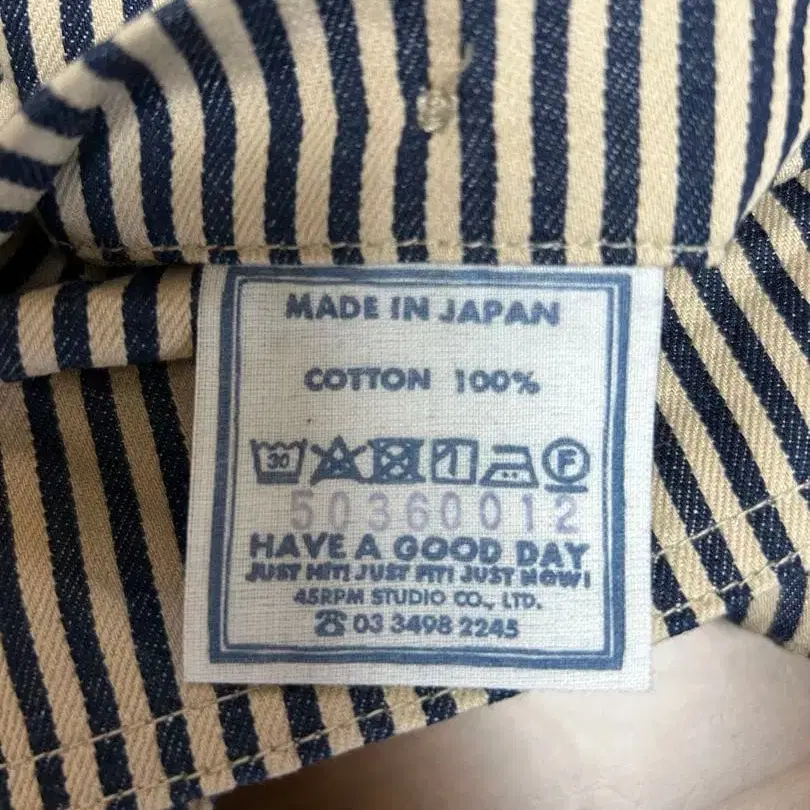 MADE IN JAPAN
COTTON 100%
30 F
50360012
HAVE A GOOD DAY
JUST HIT! JUST FIT! JUST NOW!
45RPM STUDIO CO., LTD.
☎ 03 3498 2245